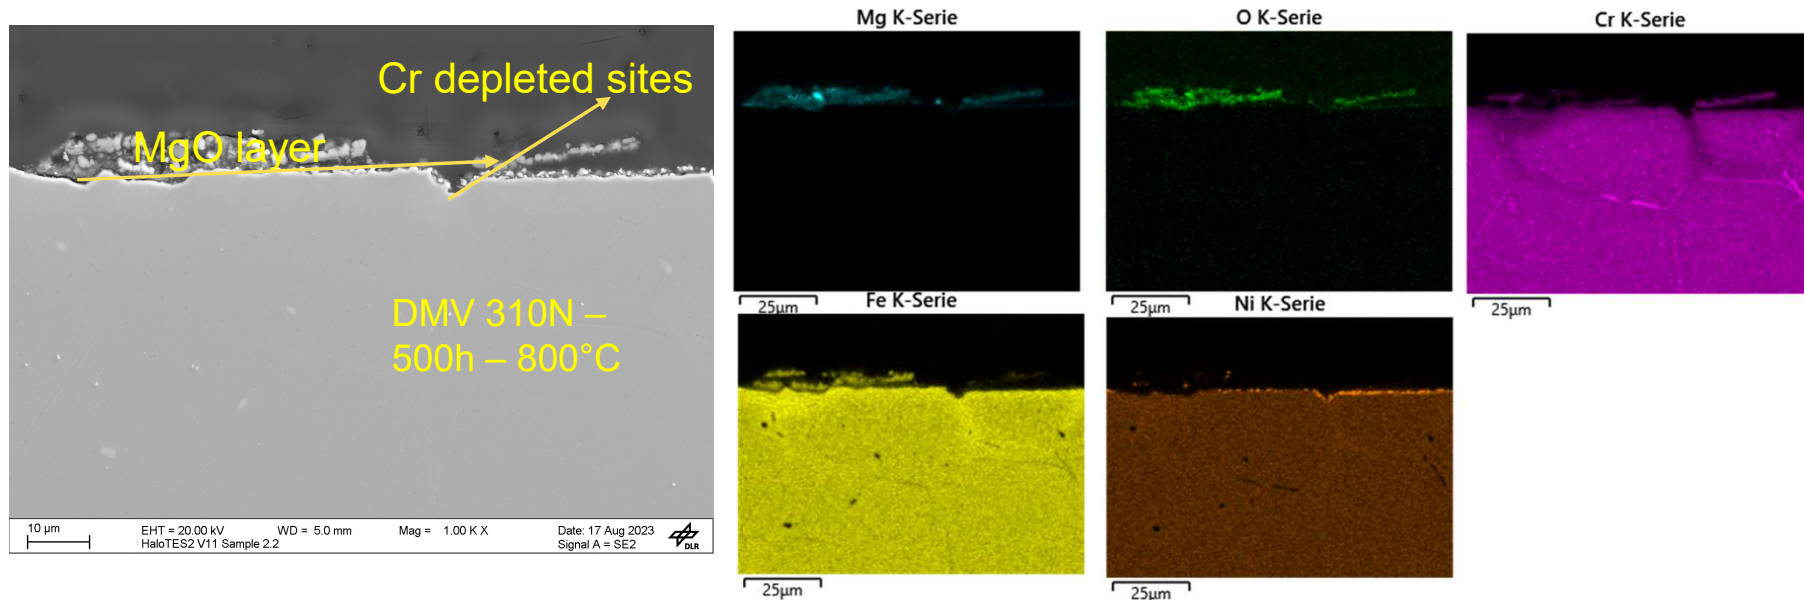 Cr depleted sites
MgO layer
DMV 310N –
500h – 800°C
10 µm
EHT = 20.00 kV
WD = 5.0 mm
Mag = 1.00 K X
Date: 17 Aug 2023
HaloTES2 V11 Sample 2.2
Signal A = SE2
DLR
Mg K-Serie
O K-Serie
Cr K-Serie
25µm
25µm
25µm
Fe K-Serie
Ni K-Serie
25µm
25µm